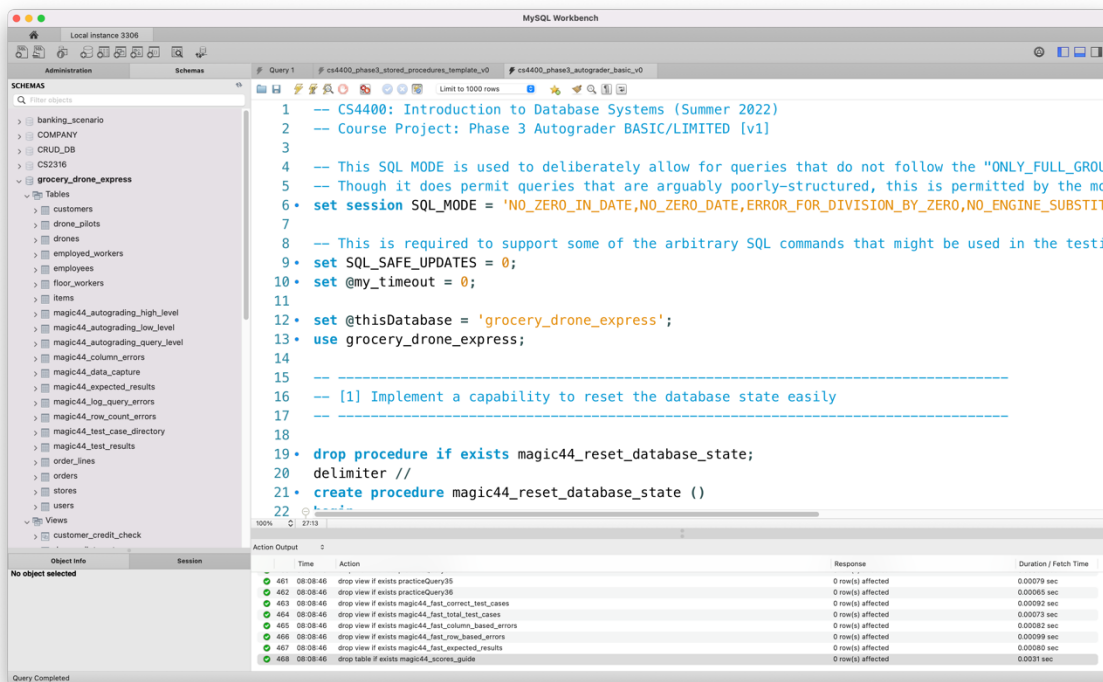 MySQL Workbench
Local instance 3306
Administration Schemas
Query 1 cs4400_phase3_stored_procedures_template_v0 cs4400_phase3_autograder_basic_v0
SCHEMAS
Filter objects
Limit to 1000 rows
banking_scenario
COMPANY
CRUD_DB
CS2316
grocery_drone_express
Tables
customers
drone_pilots
drones
employed_workers
employees
floor_workers
items
magic44_autograding_high_level
magic44_autograding_low_level
magic44_autograding_query_level
magic44_column_errors
magic44_data_capture
magic44_expected_results
magic44_log_query_errors
magic44_row_count_errors
magic44_test_case_directory
magic44_test_results
order_lines
orders
stores
users
Views
customer_credit_check
Object Info Session
No object selected
1 -- CS4400: Introduction to Database Systems (Summer 2022)
2 -- Course Project: Phase 3 Autograder BASIC/LIMITED [v1]
3
4 -- This SQL MODE is used to deliberately allow for queries that do not follow the "ONLY_FULL_GROU
5 -- Though it does permit queries that are arguably poorly-structured, this is permitted by the mo
6 set session SQL_MODE = 'NO_ZERO_IN_DATE,NO_ZERO_DATE,ERROR_FOR_DIVISION_BY_ZERO,NO_ENGINE_SUBSTIT
7
8 -- This is required to support some of the arbitrary SQL commands that might be used in the testi
9 set SQL_SAFE_UPDATES = 0;
10 set @my_timeout = 0;
11
12 set @thisDatabase = 'grocery_drone_express';
13 use grocery_drone_express;
14
15 -- ------------------------------------------------------------------------------
16 -- [1] Implement a capability to reset the database state easily
17 -- ------------------------------------------------------------------------------
18
19 drop procedure if exists magic44_reset_database_state;
20 delimiter //
21 create procedure magic44_reset_database_state ()
22 begin
100% 27:13
Action Output
Time Action Response Duration / Fetch Time
461 08:08:46 drop view if exists practiceQuery35 0 row(s) affected 0.00079 sec
462 08:08:46 drop view if exists practiceQuery36 0 row(s) affected 0.00065 sec
463 08:08:46 drop view if exists magic44_fast_correct_test_cases 0 row(s) affected 0.00092 sec
464 08:08:46 drop view if exists magic44_fast_total_test_cases 0 row(s) affected 0.00073 sec
465 08:08:46 drop view if exists magic44_fast_column_based_errors 0 row(s) affected 0.00082 sec
466 08:08:46 drop view if exists magic44_fast_row_based_errors 0 row(s) affected 0.00099 sec
467 08:08:46 drop view if exists magic44_fast_expected_results 0 row(s) affected 0.00080 sec
468 08:08:46 drop table if exists magic44_scores_guide 0 row(s) affected 0.0031 sec
Query Completed